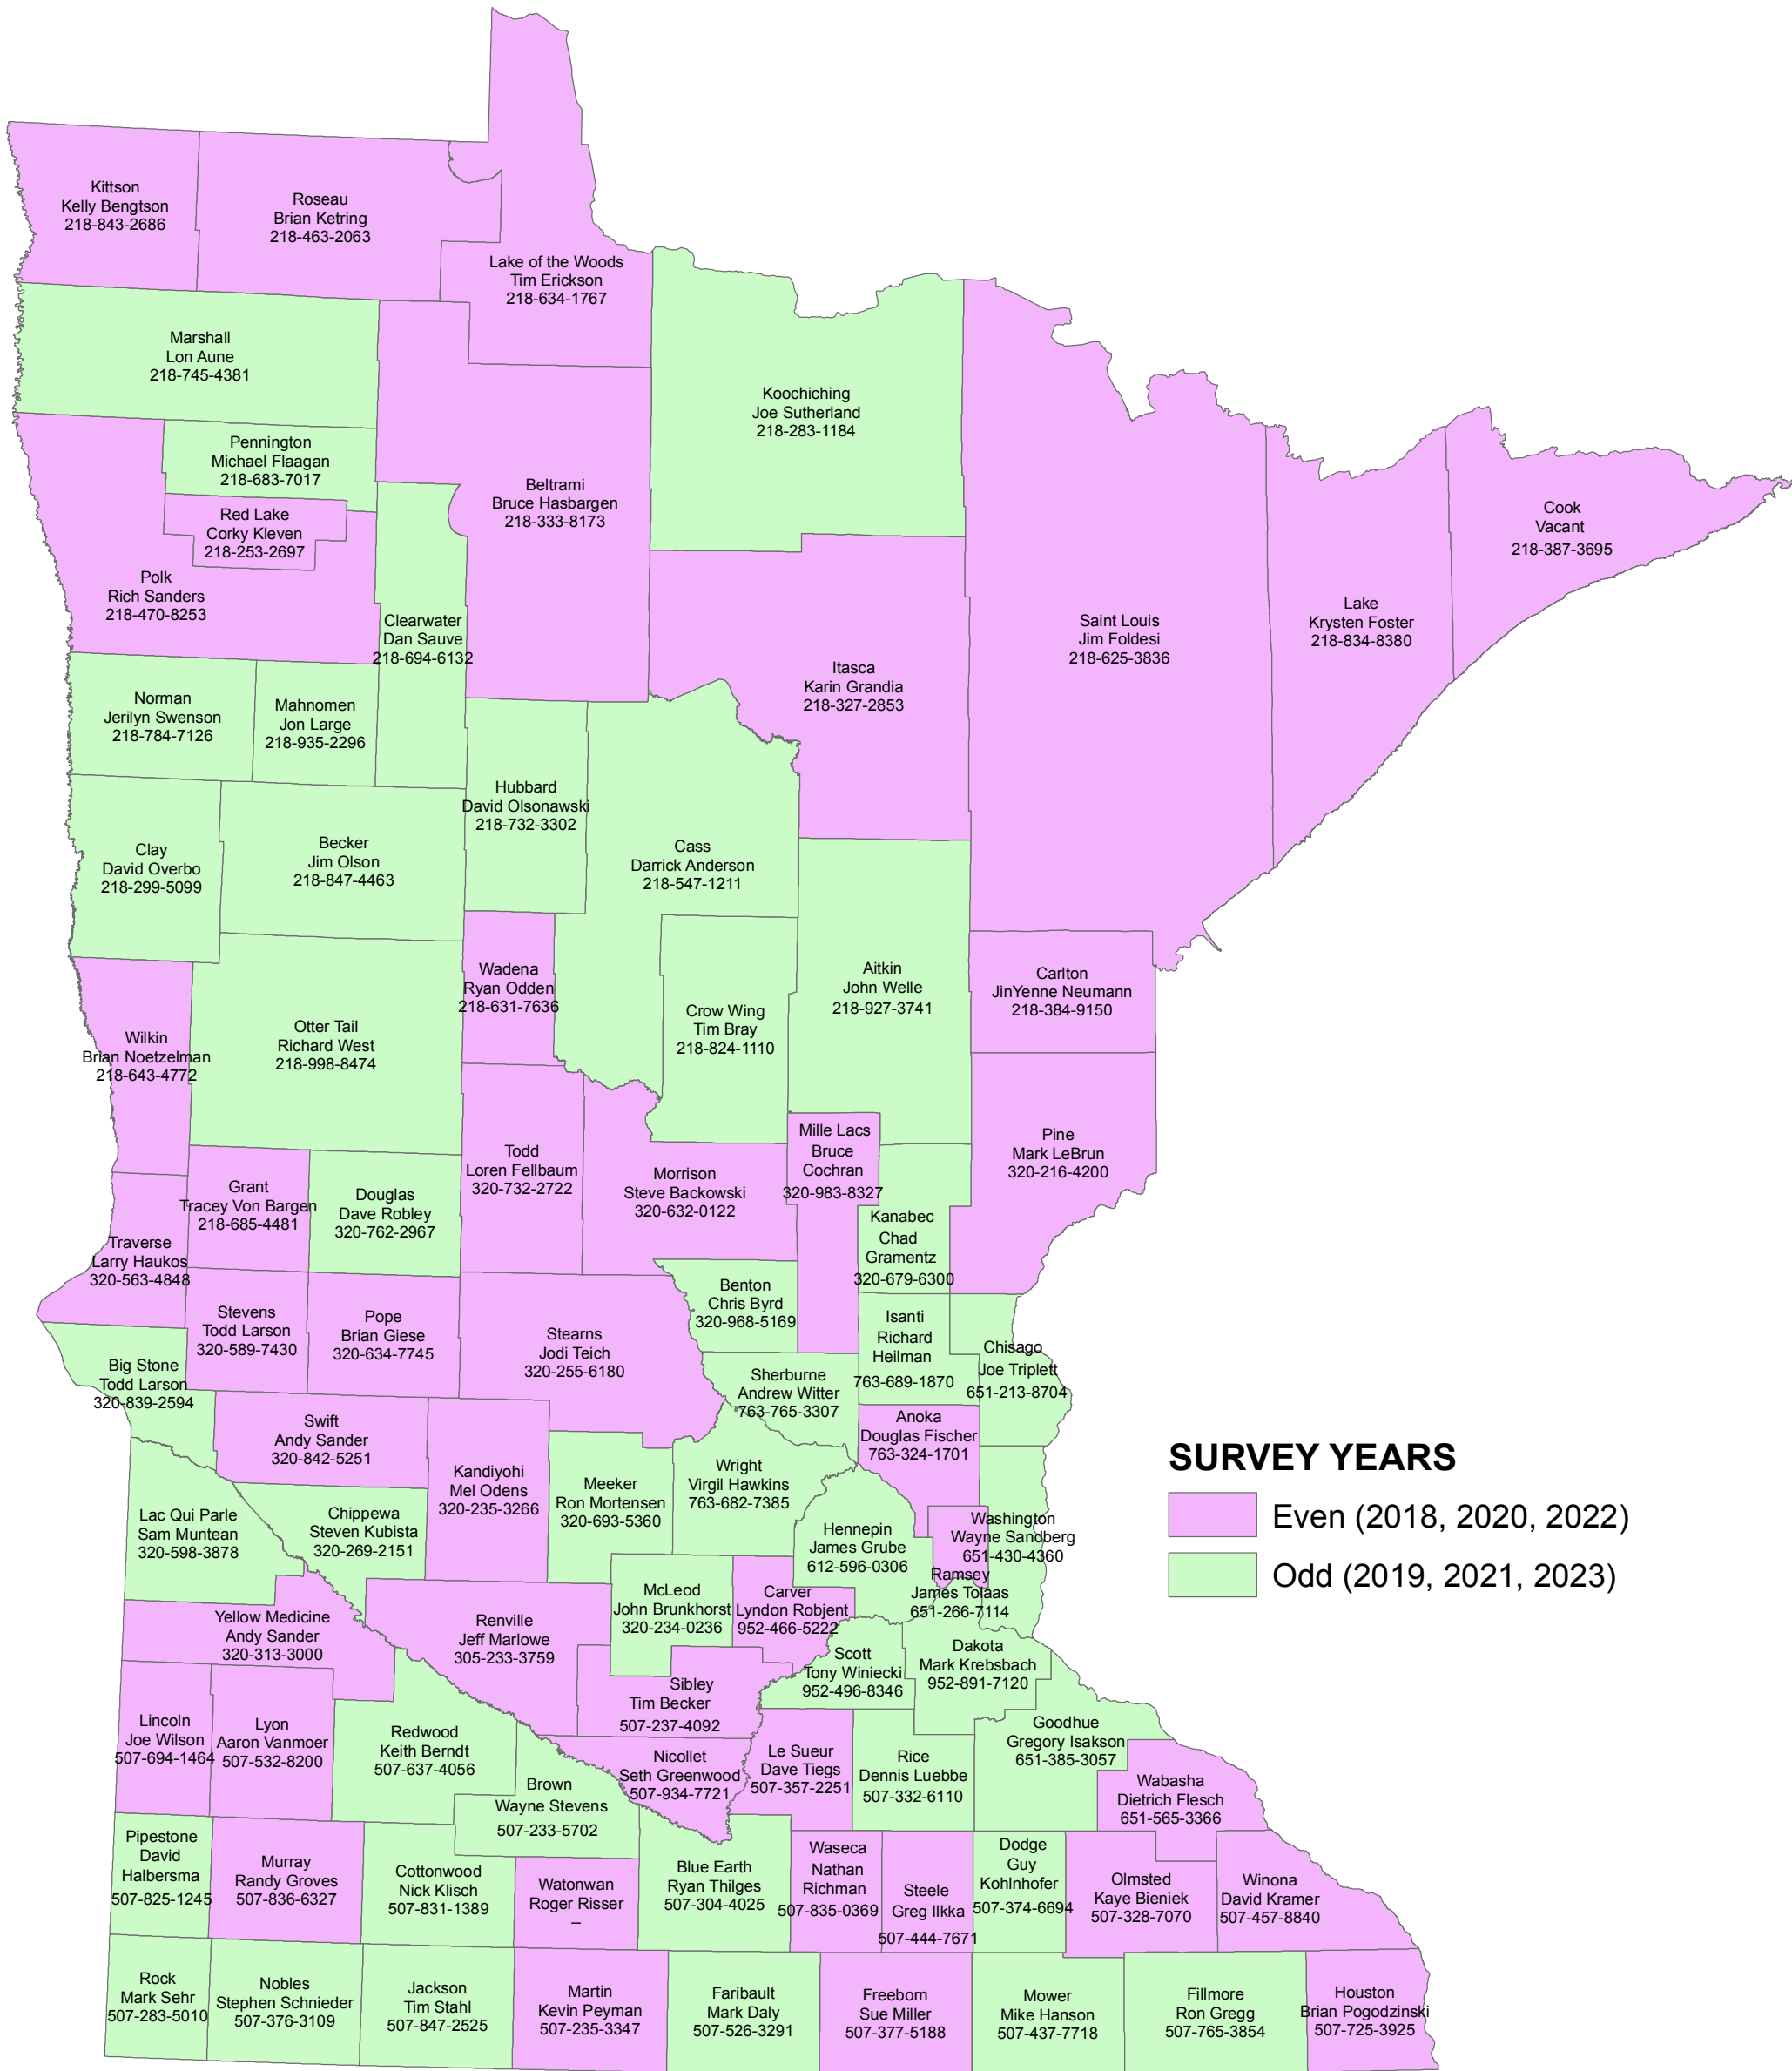 Kittson
Kelly Bengtson
218-843-2686
Roseau
Brian Ketring
218-463-2063
Lake of the Woods
Tim Erickson
218-634-1767
Marshall
Lon Aune
218-745-4381
Koochiching
Joe Sutherland
218-283-1184
Pennington
Michael Flaagan
218-683-7017
Red Lake
Corky Kleven
218-253-2697
Beltrami
Bruce Hasbargen
218-333-8173
Cook
Vacant
218-387-3695
Polk
Rich Sanders
218-470-8253
Clearwater
Dan Sauve
218-694-6132
Saint Louis
Jim Foldesi
218-625-3836
Lake
Krysten Foster
218-834-8380
Itasca
Karin Grandia
218-327-2853
Norman
Jerilyn Swenson
218-784-7126
Mahnomen
Jon Large
218-935-2296
Hubbard
David Olsonawski
218-732-3302
Clay
David Overbo
218-299-5099
Becker
Jim Olson
218-847-4463
Cass
Darrick Anderson
218-547-1211
Wadena
Ryan Odden
218-631-7636
Aitkin
John Welle
218-927-3741
Carlton
JinYenne Neumann
218-384-9150
Crow Wing
Tim Bray
218-824-1110
Wilkin
Brian Noetzelman
218-643-4772
Otter Tail
Richard West
218-998-8474
Todd
Loren Fellbaum
320-732-2722
Morrison
Steve Backowski
320-632-0122
Mille Lacs
Bruce
Cochran
320-983-8327
Pine
Mark LeBrun
320-216-4200
Grant
Tracey Von Bargen
218-685-4481
Douglas
Dave Robley
320-762-2967
Kanabec
Chad
Gramentz
320-679-6300
Traverse
Larry Haukos
320-563-4848
Benton
Chris Byrd
320-968-5169
Stevens
Todd Larson
320-589-7430
Pope
Brian Giese
320-634-7745
Stearns
Jodi Teich
320-255-6180
Isanti
Richard
Heilman
763-689-1870
Chisago
Joe Triplett
651-213-8704
Big Stone
Todd Larson
320-839-2594
Sherburne
Andrew Witter
763-765-3307
Swift
Andy Sander
320-842-5251
Anoka
Douglas Fischer
763-324-1701
Kandiyohi
Mel Odens
320-235-3266
Meeker
Ron Mortensen
320-693-5360
Wright
Virgil Hawkins
763-682-7385
SURVEY YEARS
Even (2018, 2020, 2022)
Odd (2019, 2021, 2023)
Lac Qui Parle
Sam Muntean
320-598-3878
Chippewa
Steven Kubista
320-269-2151
Hennepin
James Grube
612-596-0306
Washington
Wayne Sandberg
651-430-4360
Ramsey
James Tolaas
651-266-7114
Yellow Medicine
Andy Sander
320-313-3000
Renville
Jeff Marlowe
305-233-3759
McLeod
John Brunkhorst
320-234-0236
Carver
Lyndon Robjent
952-466-5222
Scott
Tony Winiecki
952-496-8346
Dakota
Mark Krebsbach
952-891-7120
Sibley
Tim Becker
507-237-4092
Lincoln
Joe Wilson
507-694-1464
Lyon
Aaron Vanmoer
507-532-8200
Redwood
Keith Berndt
507-637-4056
Goodhue
Gregory Isakson
651-385-3057
Nicollet
Seth Greenwood
507-934-7721
Le Sueur
Dave Tiegs
507-357-2251
Rice
Dennis Luebbe
507-332-6110
Brown
Wayne Stevens
507-233-5702
Wabasha
Dietrich Flesch
651-565-3366
Pipestone
David
Halbersma
507-825-1245
Murray
Randy Groves
507-836-6327
Cottonwood
Nick Klisch
507-831-1389
Watonwan
Roger Risser
--
Blue Earth
Ryan Thilges
507-304-4025
Waseca
Nathan
Richman
507-835-0369
Steele
Greg Ilkka
507-444-7671
Dodge
Guy
Kohlnhofer
507-374-6694
Olmsted
Kaye Bieniek
507-328-7070
Winona
David Kramer
507-457-8840
Rock
Mark Sehr
507-283-5010
Nobles
Stephen Schnieder
507-376-3109
Jackson
Tim Stahl
507-847-2525
Martin
Kevin Peyman
507-235-3347
Faribault
Mark Daly
507-526-3291
Freeborn
Sue Miller
507-377-5188
Mower
Mike Hanson
507-437-7718
Fillmore
Ron Gregg
507-765-3854
Houston
Brian Pogodzinski
507-725-3925